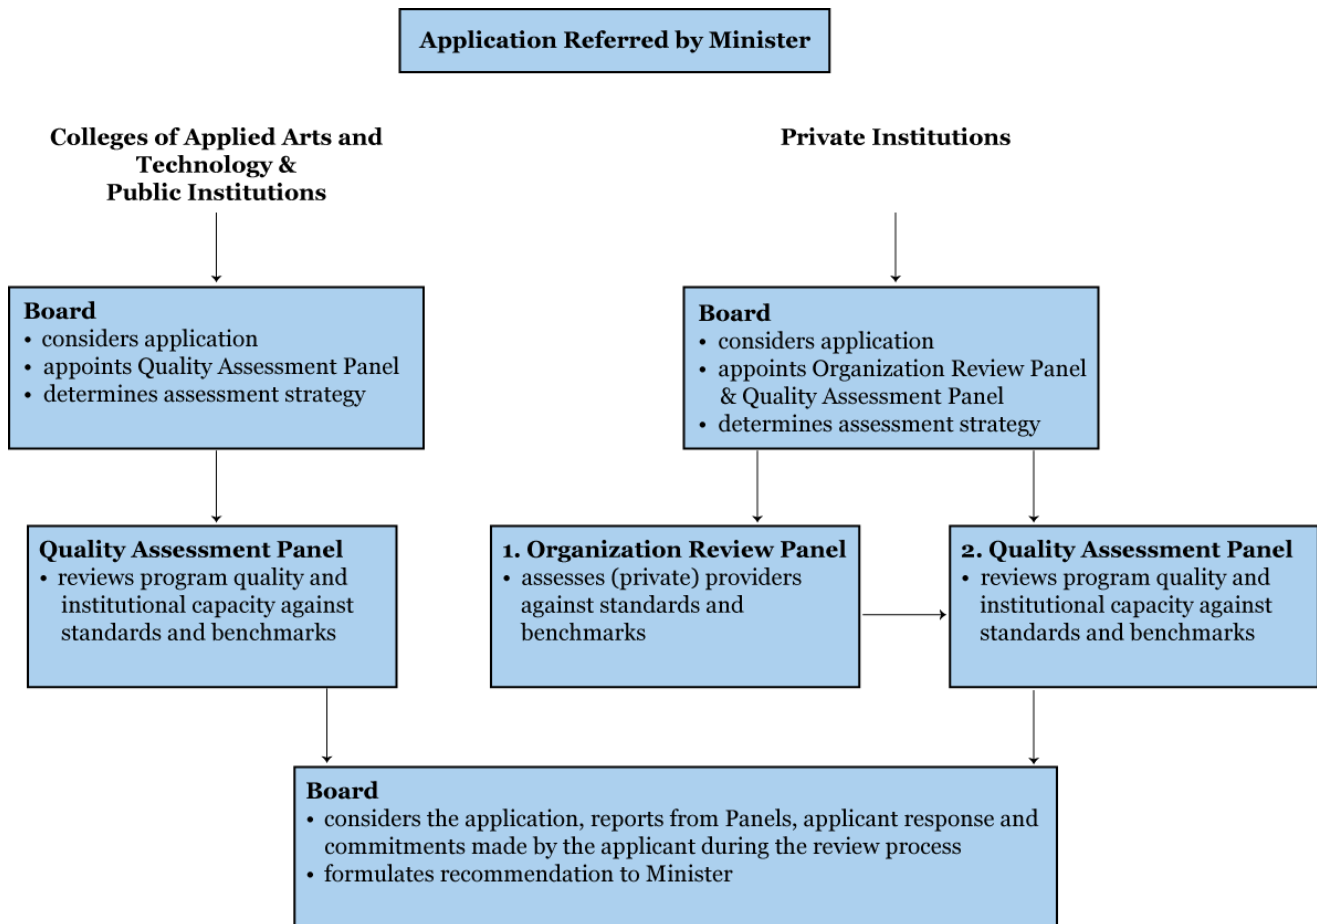 Application Referred by Minister
Colleges of Applied Arts and
Technology &
Public Institutions
Private Institutions
Board
• considers application
• appoints Quality Assessment Panel
• determines assessment strategy
Board
• considers application
• appoints Organization Review Panel
& Quality Assessment Panel
• determines assessment strategy
Quality Assessment Panel
• reviews program quality and
institutional capacity against
standards and benchmarks
1. Organization Review Panel
• assesses (private) providers
against standards and
benchmarks
2. Quality Assessment Panel
• reviews program quality and
institutional capacity against
standards and benchmarks
Board
• considers the application, reports from Panels, applicant response and
commitments made by the applicant during the review process
• formulates recommendation to Minister